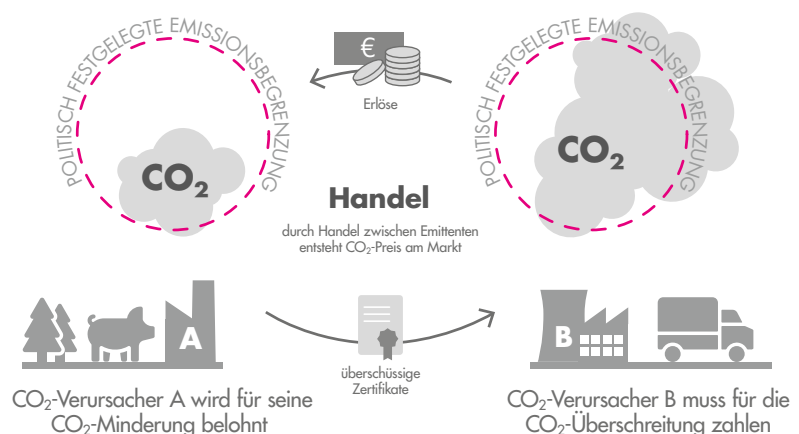 POLITISCH FESTGELEGTE EMISSIONSBEGRENZUNG
CO₂
€
Erlöse
POLITISCH FESTGELEGTE EMISSIONSBEGRENZUNG
CO₂
Handel
durch Handel zwischen Emittenten
entsteht CO₂-Preis am Markt
A
überschüssige
Zertifikate
B
CO₂-Verursacher A wird für seine
CO₂-Minderung belohnt
CO₂-Verursacher B muss für die
CO₂-Überschreitung zahlen